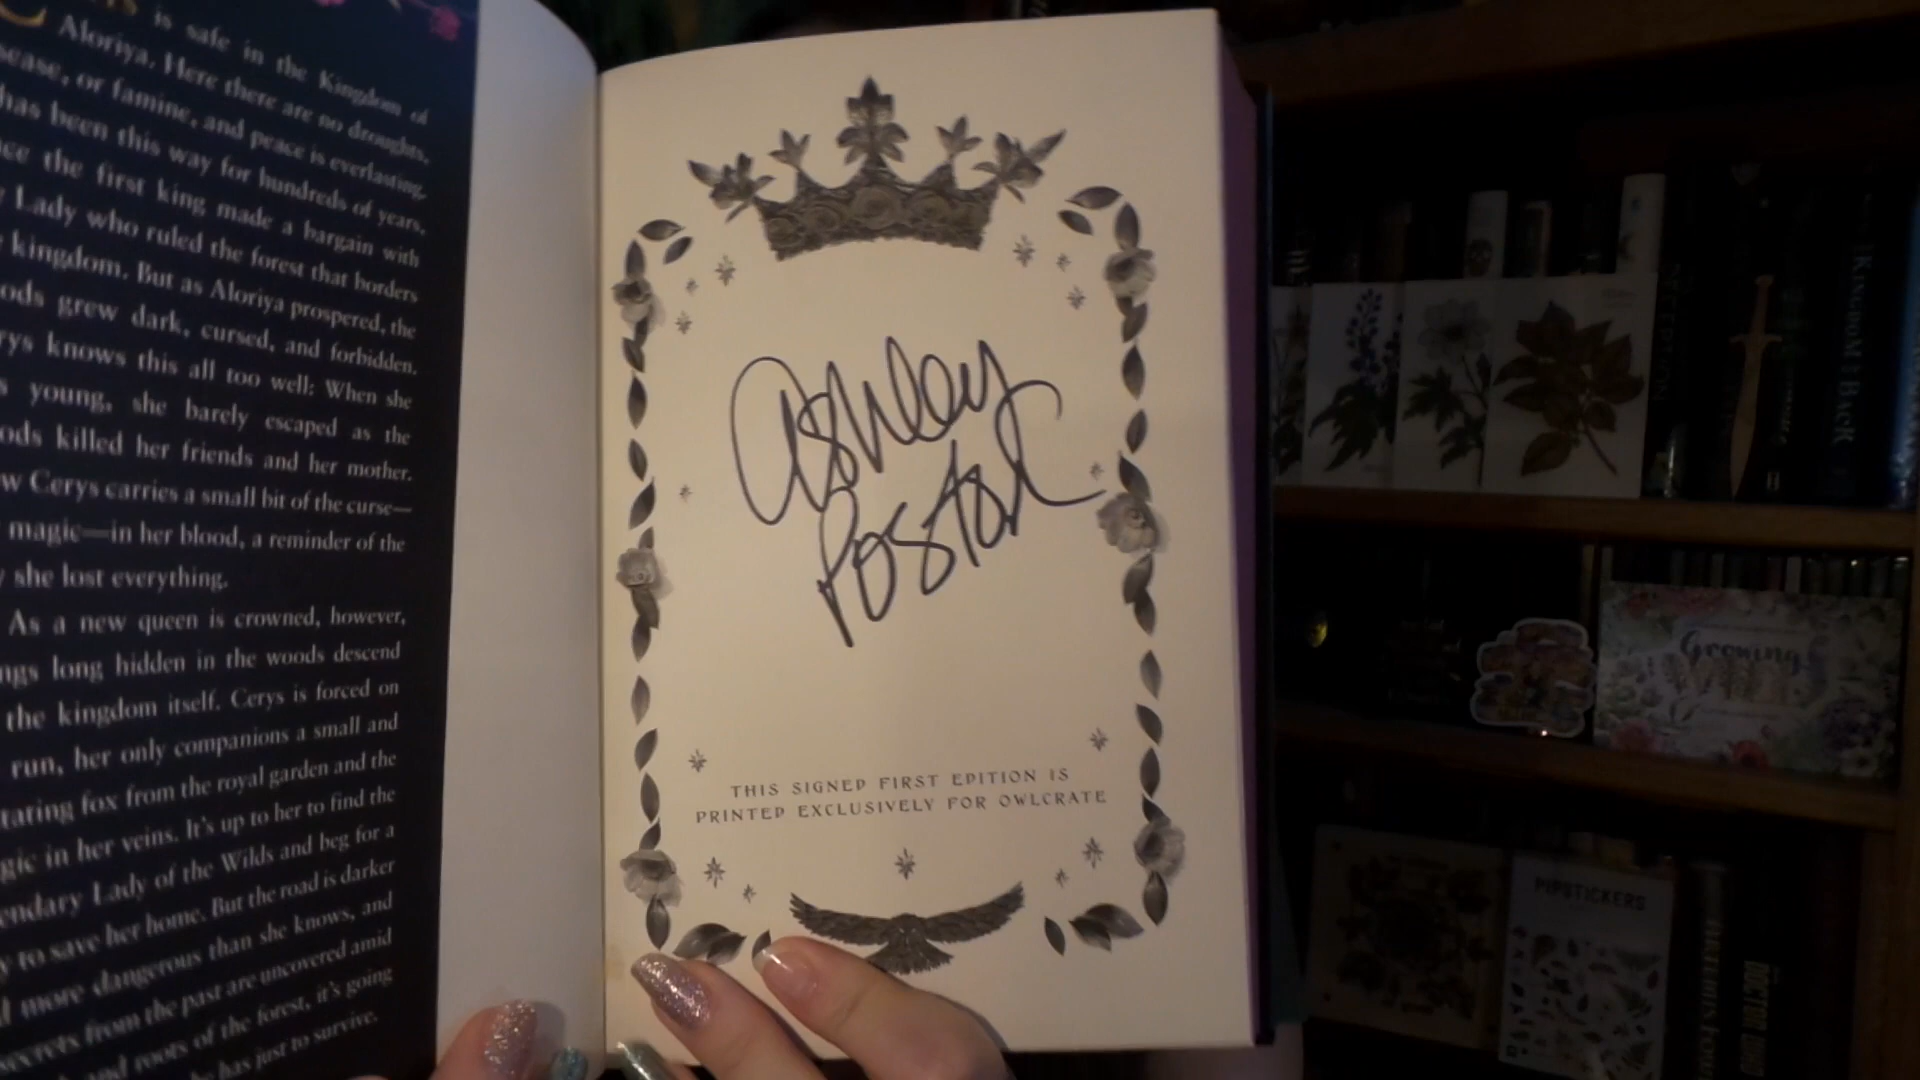 is safe in the Kingdom of
Aloriya. Here there are no droughts,
or famine, and peace is everlasting.
has been this way for hundreds of years,
the first king made a bargain with
Lady who ruled the forest that borders
kingdom. But as Aloriya prospered, the
grew dark, cursed, and forbidden.
knows this all too well: When she
young, she barely escaped as the
killed her friends and her mother.
Cerys carries a small bit of the curse—
magic—in her blood, a reminder of the
she lost everything.
As a new queen is crowned, however,
long hidden in the woods descend
the kingdom itself. Cerys is forced on
run, her only companions a small and
fox from the royal garden and the
in her veins. It's up to her to find the
Lady of the Wilds and beg for a
to save her home. But the road is darker
more dangerous than she knows, and
secrets from the past are uncovered amid
and roots of the forest, it's going
has just to survive.
Ashley
Poston
THIS SIGNED FIRST EDITION IS
PRINTED EXCLUSIVELY FOR OWLCRATE
KINGDOM OF BACK
Growing
WILD
PIPSTICKERS
DOCTOR WHO